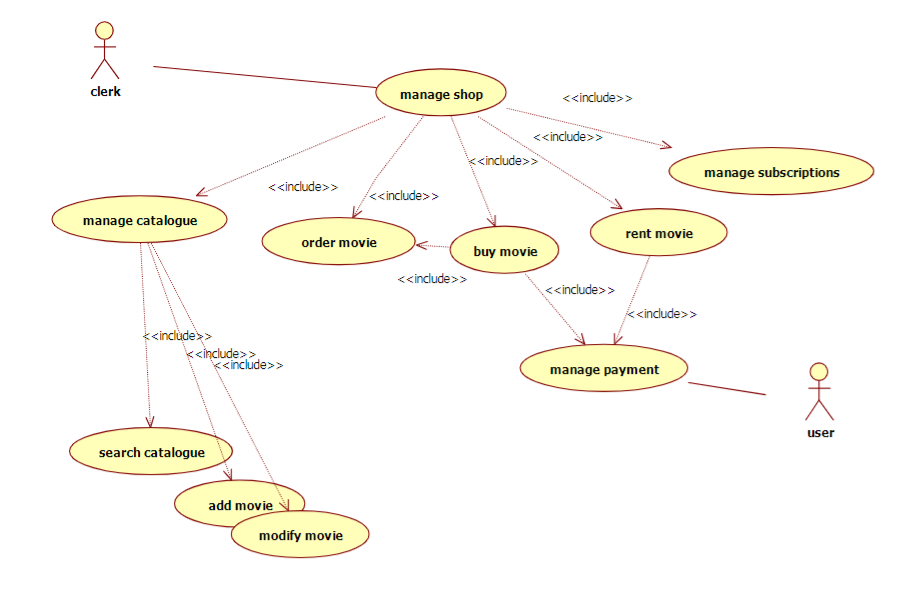 clerk
manage shop
<<include>>
<<include>>
<<include>>
manage subscriptions
<<include>>
<<include>>
manage catalogue
order movie
buy movie
rent movie
<<include>>
<<include>>
<<include>>
<<include>>
<<include>>
<<include>>
manage payment
user
search catalogue
add movie
modify movie